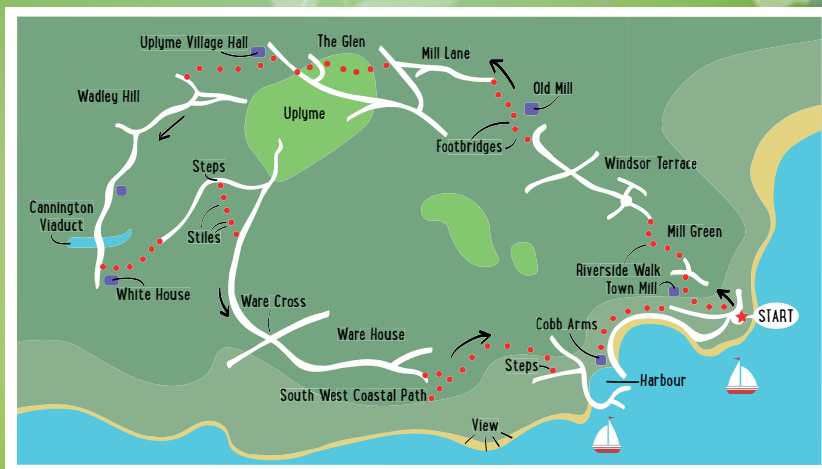 Uplyme Village Hall
The Glen
Mill Lane
Wadley Hill
Old Mill
Uplyme
Footbridges
Steps
Windsor Terrace
Cannington
Viaduct
Stiles
Mill Green
Riverside Walk
White House
Town Mill
Ware Cross
START
Cobb Arms
Ware House
Steps
Harbour
South West Coastal Path
View